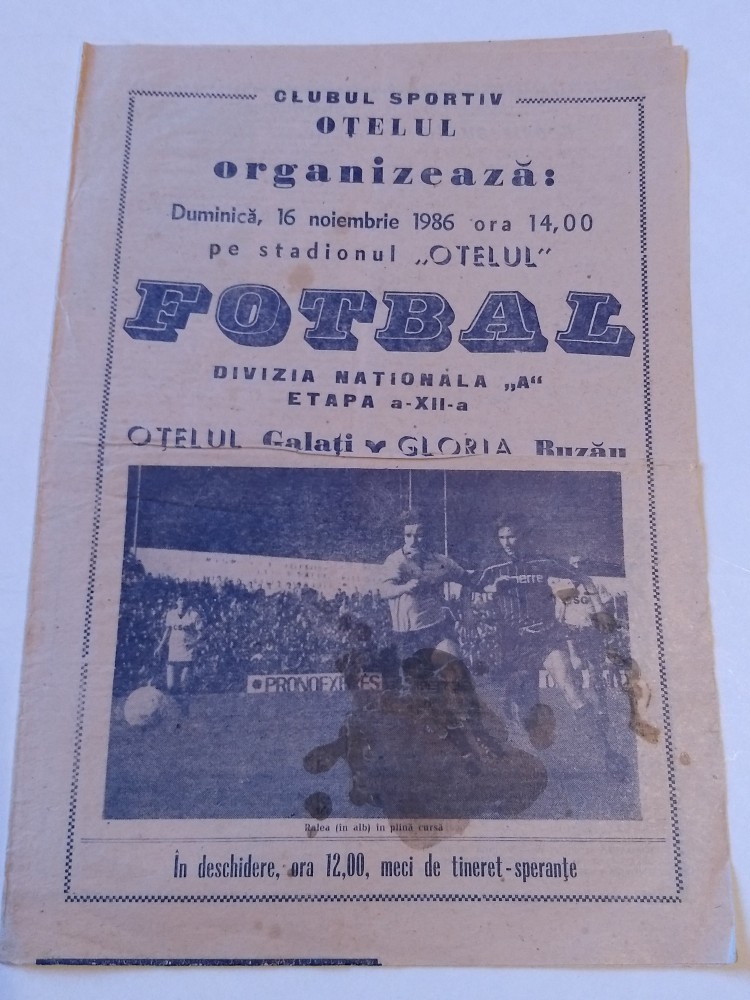 CLUBUL SPORTIV
OȚELUL
organizează:
Duminică, 16 noiembrie 1986 ora 14,00
pe stadionul „OȚELUL”
FOTBAL
DIVIZIA NAȚIONALA „A“
ETAPA a-XII-a
OȚELUL Galați GLORIA Buzău
erre
PRONOEXPRES
Ralea (în alb) în plină cursă
În deschidere, ora 12,00, meci de tineret-speranțe